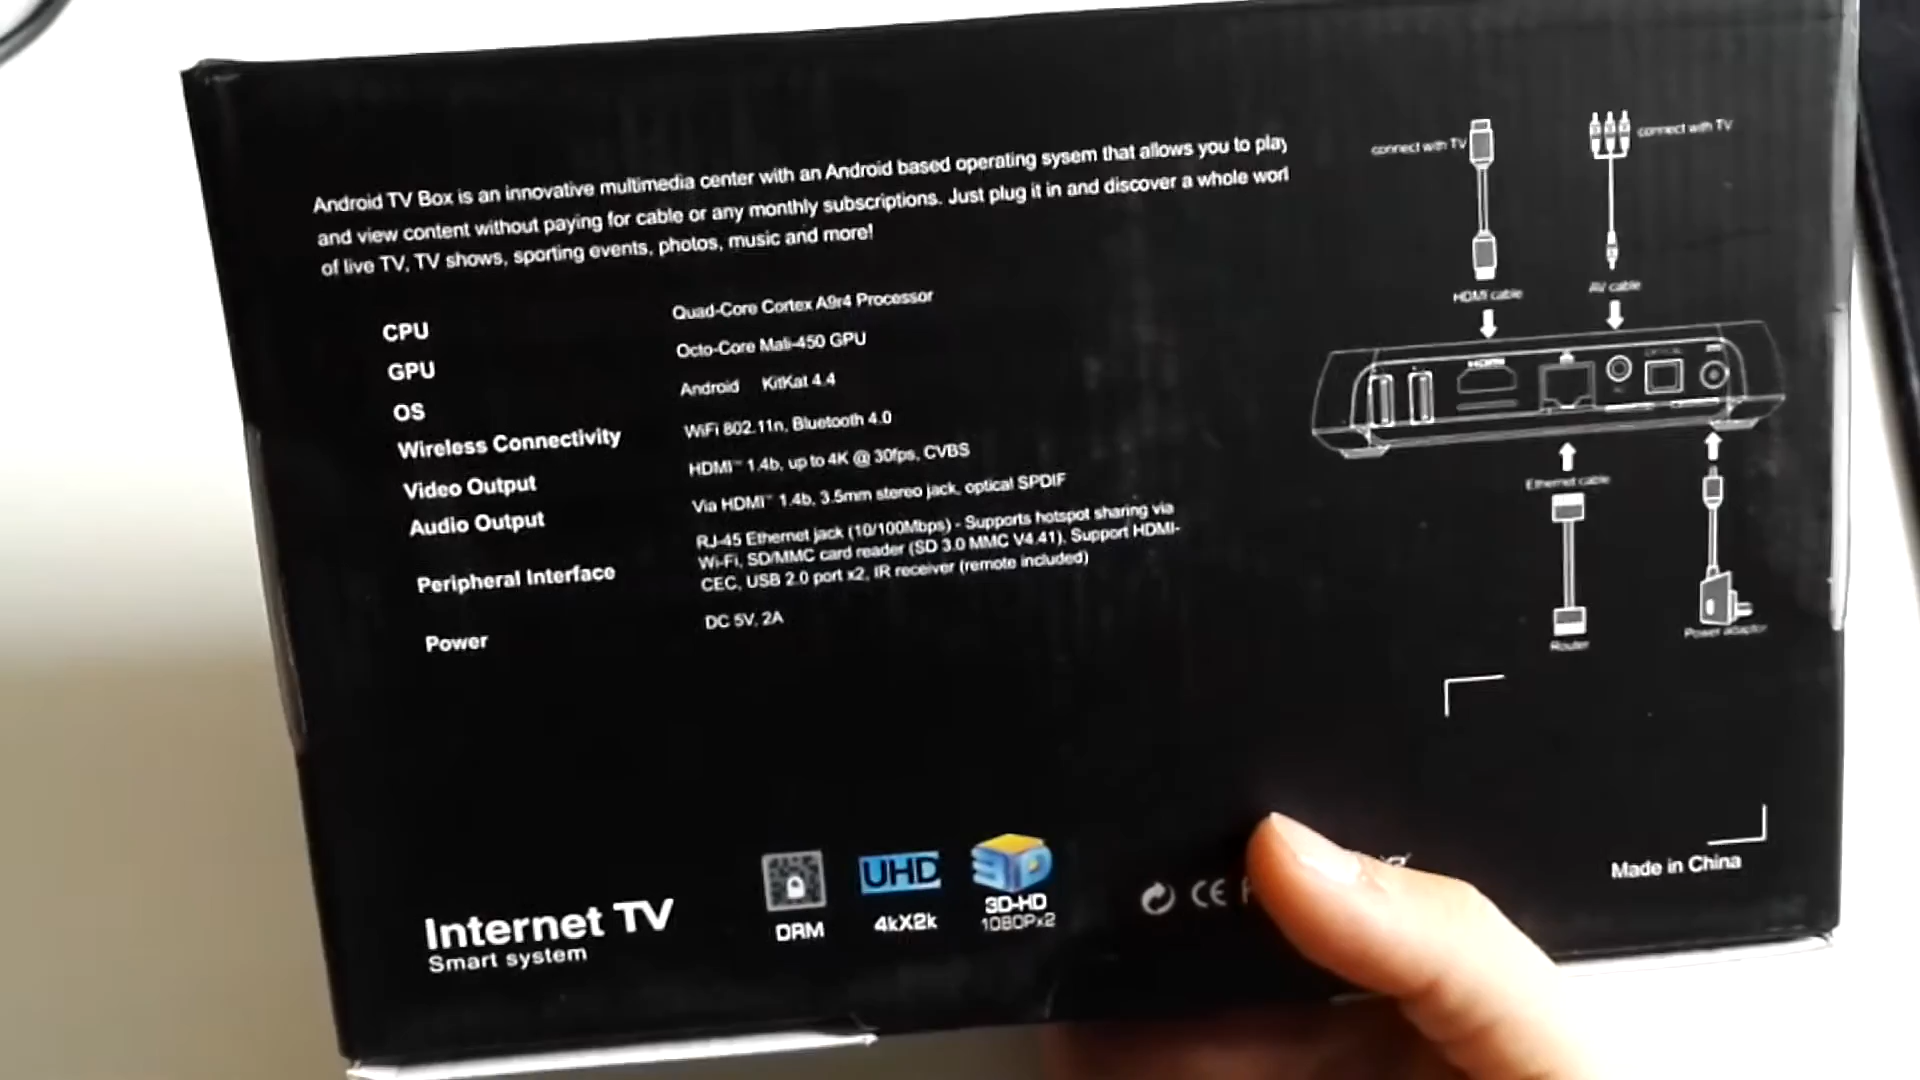 Android TV Box is an innovative multimedia center with an Android based operating sysem that allows you to play
and view content without paying for cable or any monthly subscriptions. Just plug it in and discover a whole worl
of live TV, TV shows, sporting events, photos, music and more!
CPU Quad-Core Cortex A9r4 Processor
GPU Octo-Core Mali-450 GPU
OS Android KitKat 4.4
Wireless Connectivity WiFi 802.11n, Bluetooth 4.0
Video Output HDMI™ 1.4b, up to 4K @ 30fps, CVBS
Audio Output Via HDMI™ 1.4b, 3.5mm stereo jack, optical SPDIF
Peripheral Interface RJ-45 Ethernet jack (10/100Mbps) - Supports hotspot sharing via
Wi-Fi, SD/MMC card reader (SD 3.0 MMC V4.41), Support HDMI-
CEC, USB 2.0 port x2, IR receiver (remote included)
Power DC 5V, 2A
connect with TV
connect with TV
HDMI cable
AV cable
HDMI
OPTICAL
Ethernet cable
Router
Power adaptor
Internet TV
Smart system
DRM
UHD
4kX2k
3D
3D-HD
1080Px2
CE
Made in China